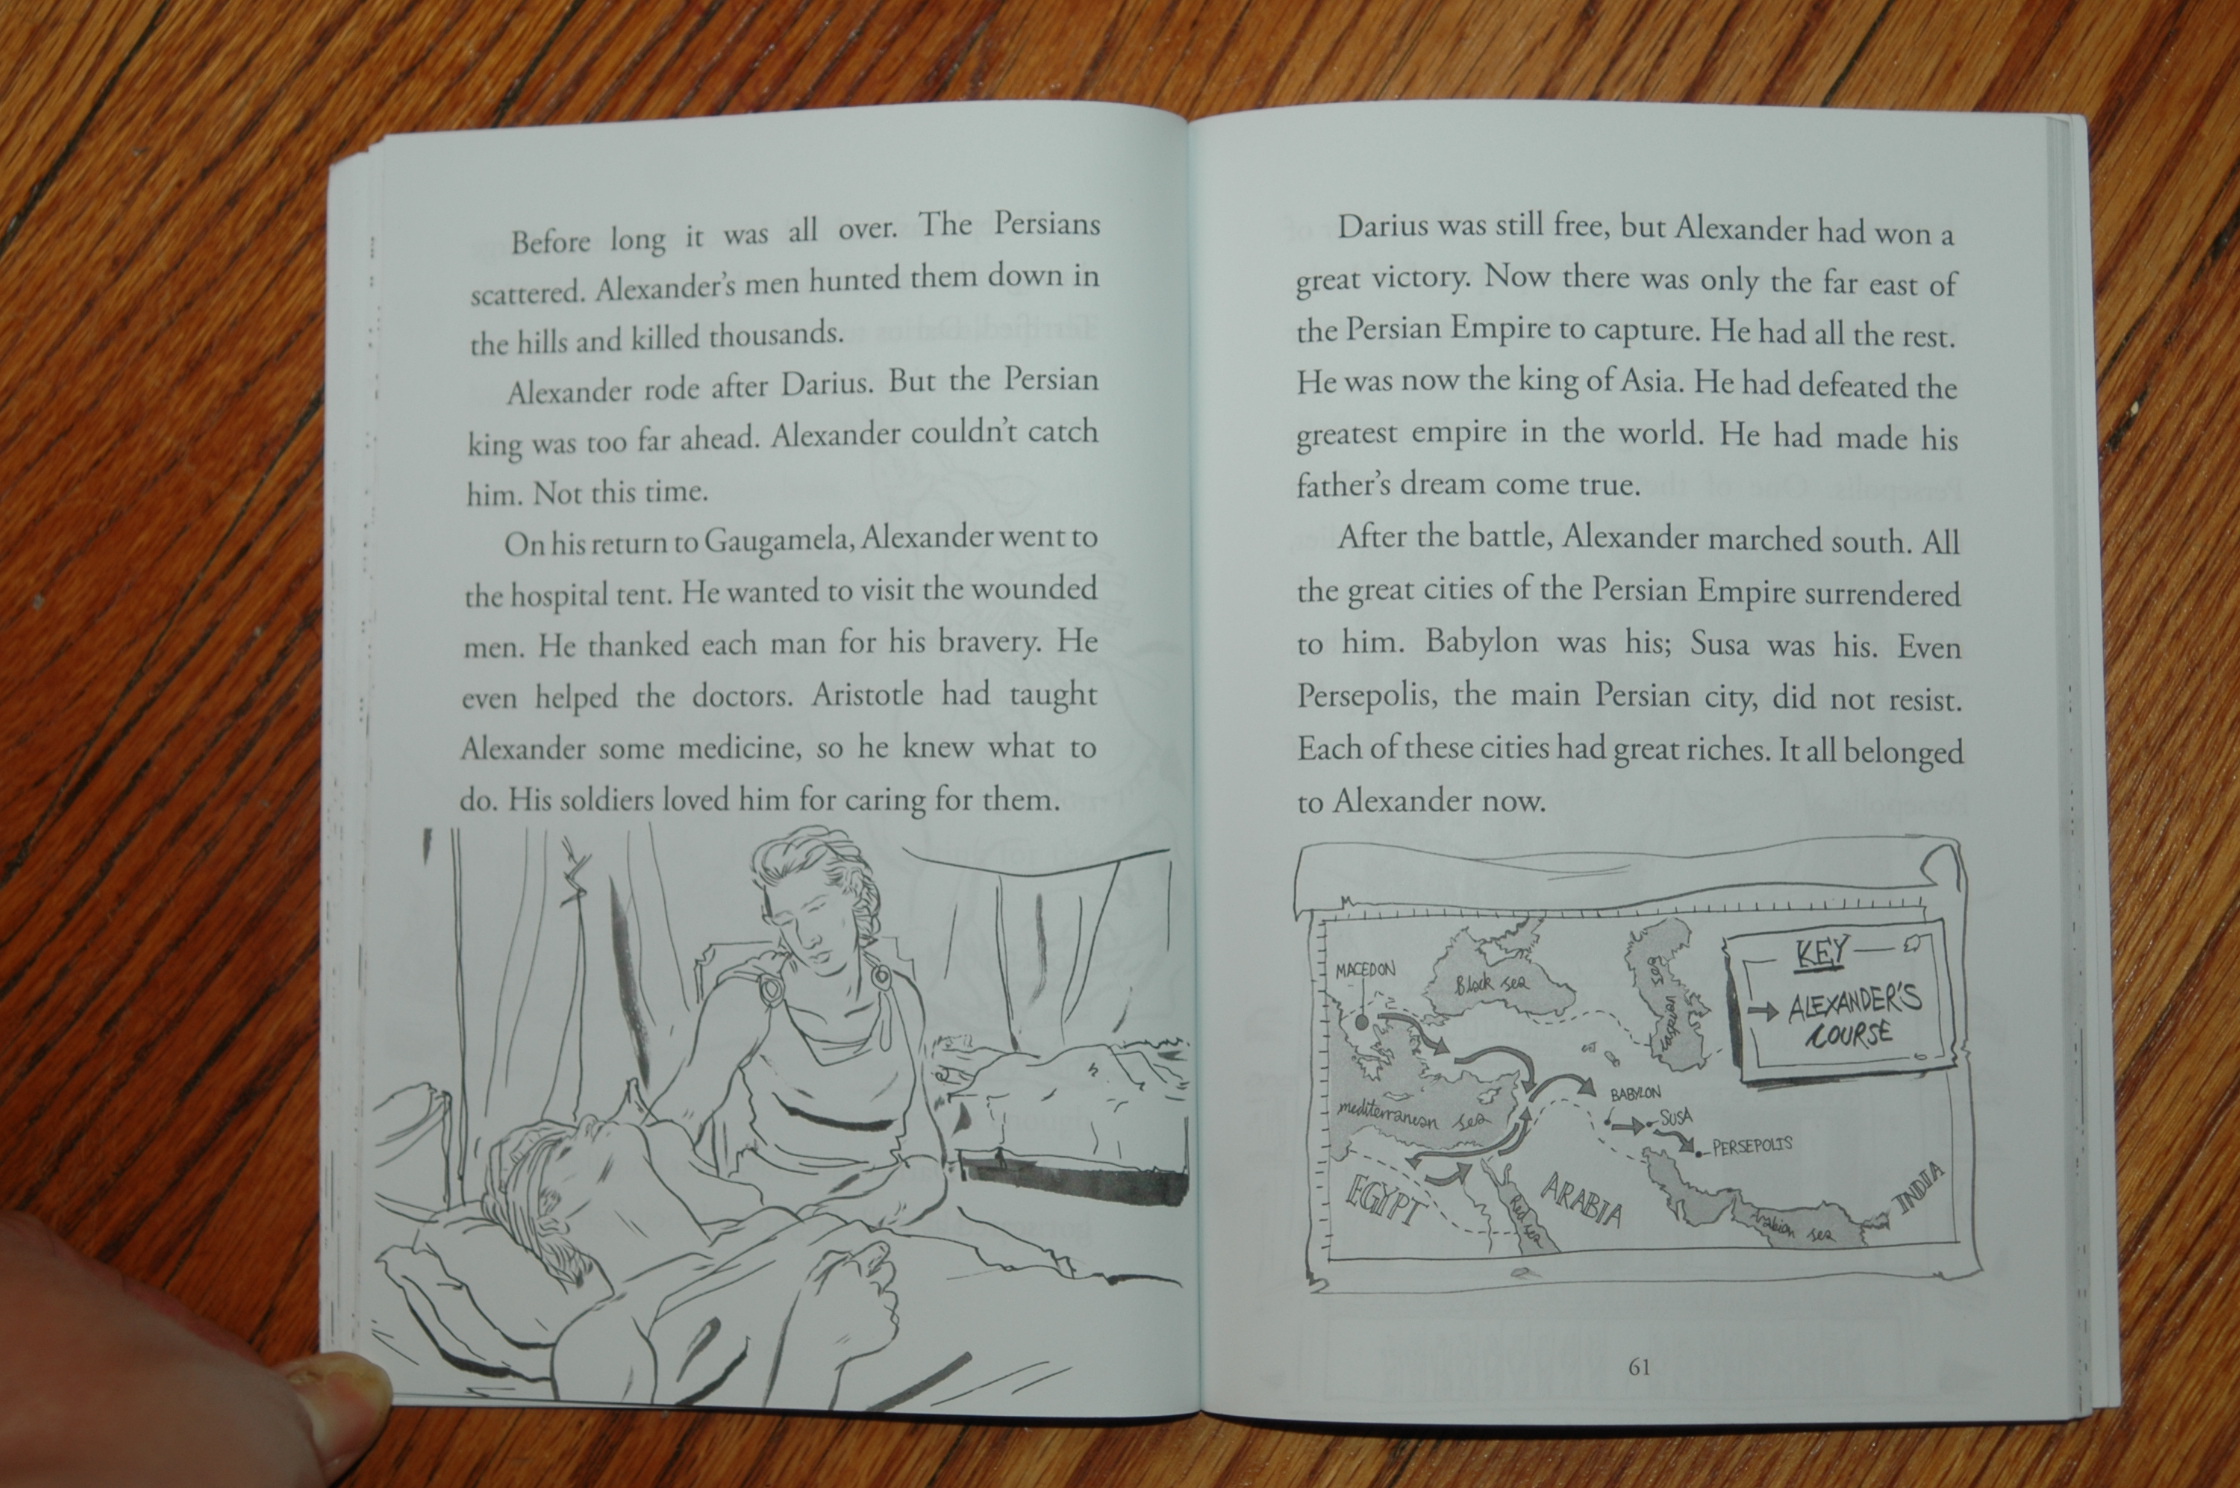 Before long it was all over. The Persians
scattered. Alexander's men hunted them down in
the hills and killed thousands.
Alexander rode after Darius. But the Persian
king was too far ahead. Alexander couldn't catch
him. Not this time.
On his return to Gaugamela, Alexander went to
the hospital tent. He wanted to visit the wounded
men. He thanked each man for his bravery. He
even helped the doctors. Aristotle had taught
Alexander some medicine, so he knew what to
do. His soldiers loved him for caring for them.
Darius was still free, but Alexander had won a
great victory. Now there was only the far east of
the Persian Empire to capture. He had all the rest.
He was now the king of Asia. He had defeated the
greatest empire in the world. He had made his
father's dream come true.
After the battle, Alexander marched south. All
the great cities of the Persian Empire surrendered
to him. Babylon was his; Susa was his. Even
Persepolis, the main Persian city, did not resist.
Each of these cities had great riches. It all belonged
to Alexander now.
KEY
ALEXANDER'S
COURSE
MACEDON
Black sea
mediterranean sea
BABYLON
SUSA
PERSEPOLIS
EGYPT
Red sea
ARABIA
Arabian sea
INDIA
61